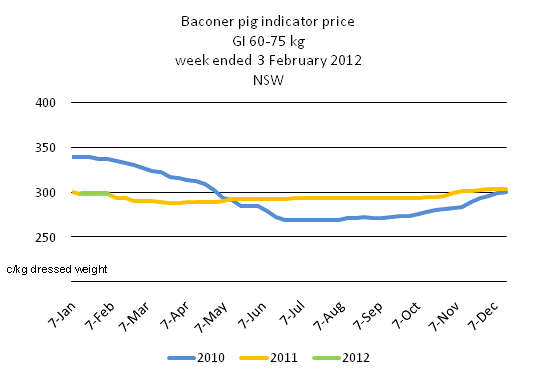 Baconer pig indicator price
GI 60-75 kg
week ended 3 February 2012
NSW
400
350
300
250
c/kg dressed weight
7-Jan
7-Feb
7-Mar
7-Apr
7-May
7-Jun
7-Jul
7-Aug
7-Sep
7-Oct
7-Nov
7-Dec
2010 2011 2012